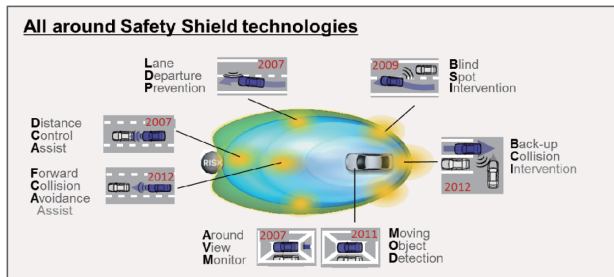 All around Safety Shield technologies
Lane
Departure
Prevention
2007
2009
Blind
Spot
Intervention
Distance
Control
Assist
2007
Forward
Collision
Avoidance
Assist
2012
RISK
Back-up
Collision
Intervention
2012
Around
View
Monitor
2007
2011
Moving
Object
Detection